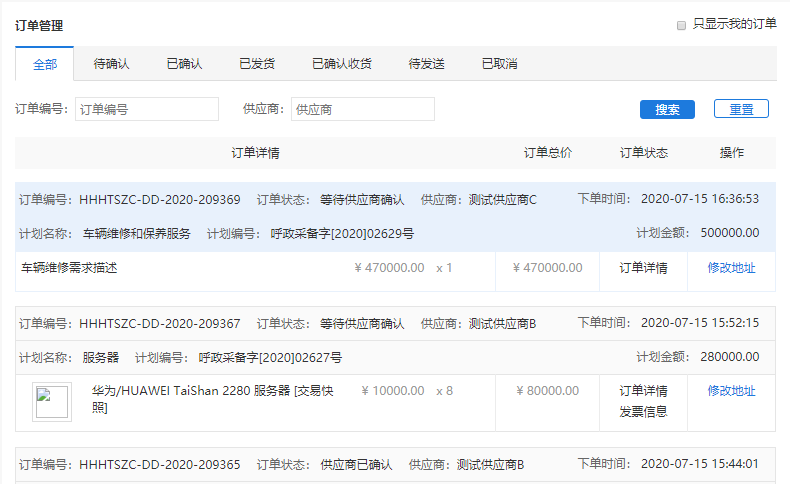 订单管理 只显示我的订单
全部 待确认 已确认 已发货 已确认收货 待发送 已取消
订单编号: 订单编号 供应商: 供应商 搜索 重置
订单详情 订单总价 订单状态 操作
订单编号: HHHTSZC-DD-2020-209369 订单状态: 等待供应商确认 供应商: 测试供应商C 下单时间: 2020-07-15 16:36:53
计划名称: 车辆维修和保养服务 计划编号: 呼政采备字[2020]02629号 计划金额: 500000.00
车辆维修需求描述 ¥ 470000.00 x 1 ¥ 470000.00 订单详情 修改地址
订单编号: HHHTSZC-DD-2020-209367 订单状态: 等待供应商确认 供应商: 测试供应商B 下单时间: 2020-07-15 15:52:15
计划名称: 服务器 计划编号: 呼政采备字[2020]02627号 计划金额: 280000.00
华为/HUAWEI TaiShan 2280 服务器 [交易快 ¥ 10000.00 x 8 ¥ 80000.00 订单详情 修改地址
照] 发票信息
订单编号: HHHTSZC-DD-2020-209365 订单状态: 供应商已确认 供应商: 测试供应商B 下单时间: 2020-07-15 15:44:01